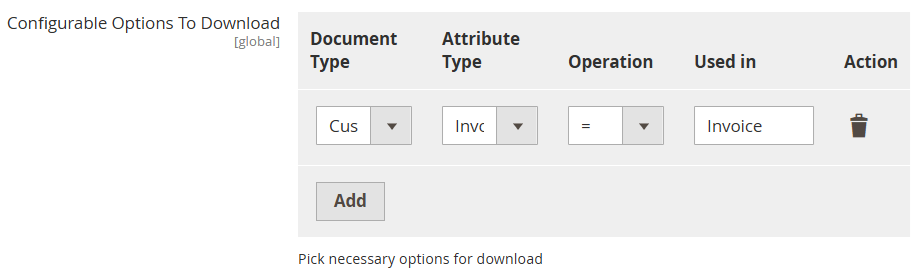 Configurable Options To Download
[global]
Document Type
Attribute Type
Operation
Used in
Action
Cus
Invc
=
Invoice
Add
Pick necessary options for download